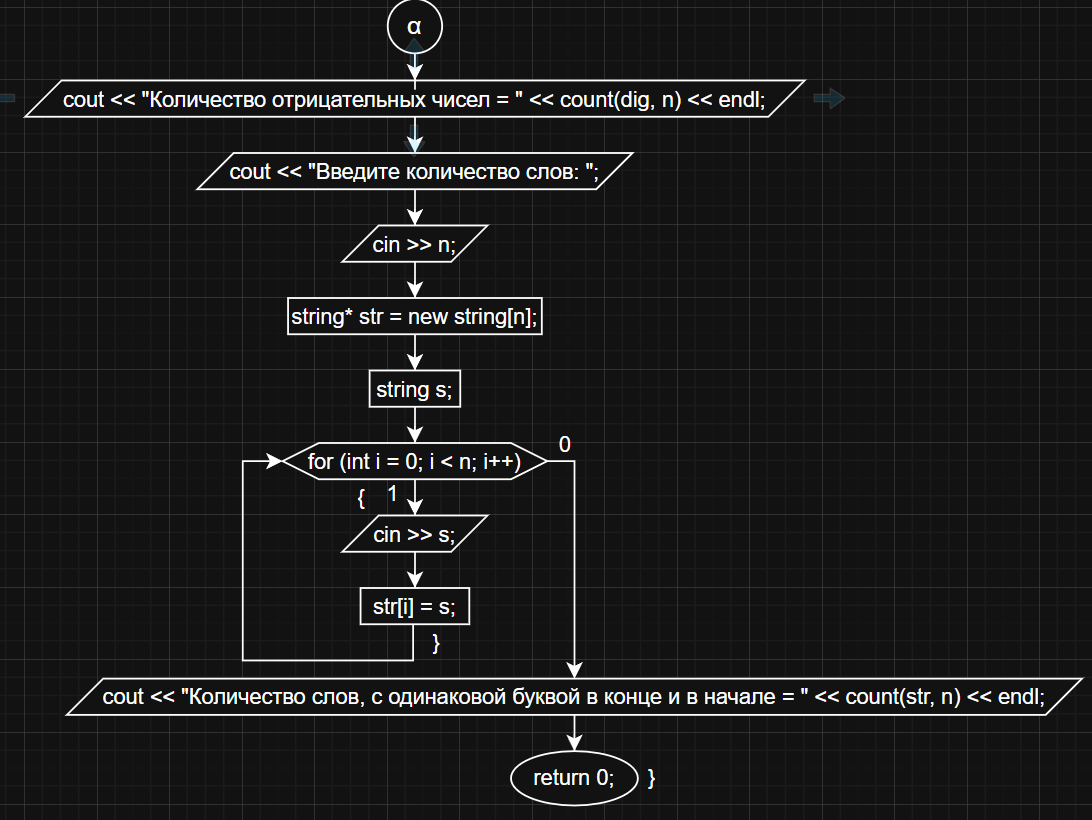 α
cout << "Количество отрицательных чисел = " << count(dig, n) << endl;
cout << "Введите количество слов: ";
cin >> n;
string* str = new string[n];
string s;
0
for (int i = 0; i < n; i++)
{ 1
cin >> s;
str[i] = s;
}
cout << "Количество слов, с одинаковой буквой в конце и в начале = " << count(str, n) << endl;
return 0; }